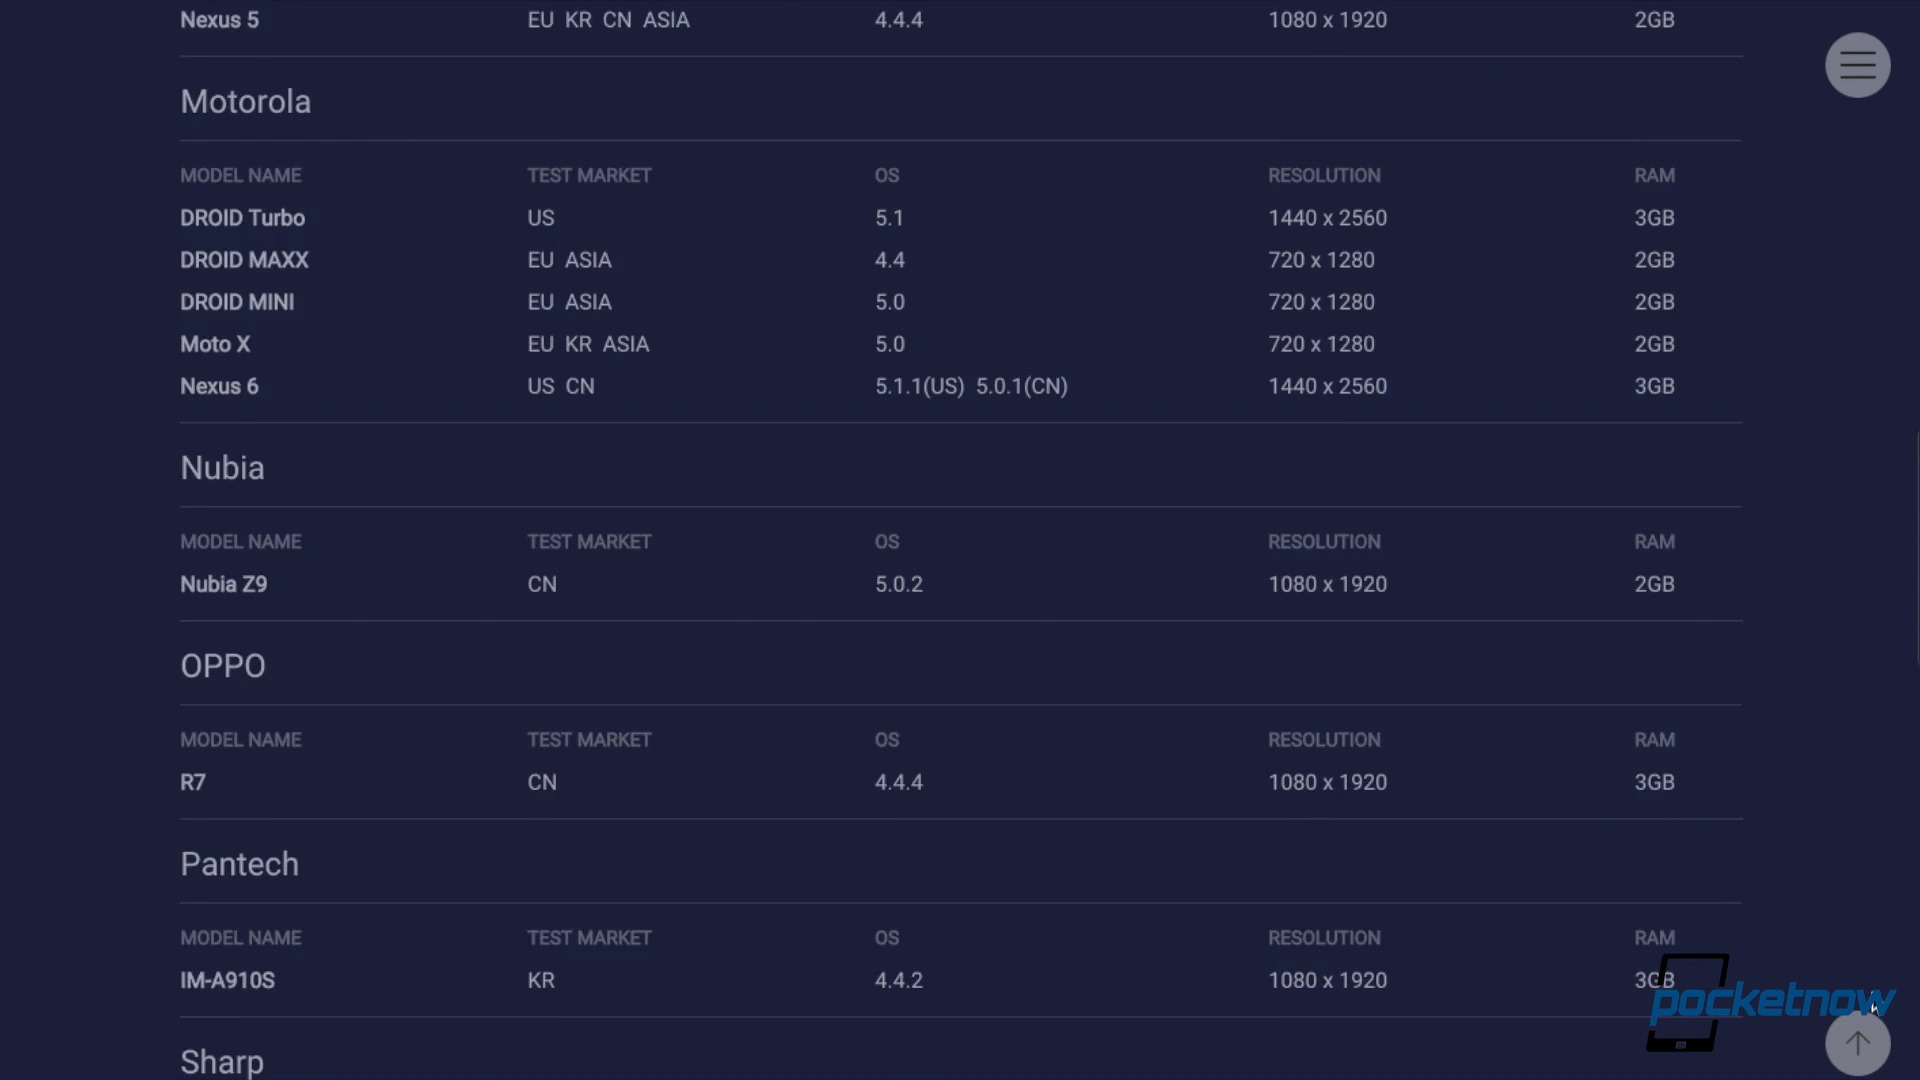 Nexus 5 EU KR CN ASIA 4.4.4 1080 x 1920 2GB
Motorola
MODEL NAME TEST MARKET OS RESOLUTION RAM
DROID Turbo US 5.1 1440 x 2560 3GB
DROID MAXX EU ASIA 4.4 720 x 1280 2GB
DROID MINI EU ASIA 5.0 720 x 1280 2GB
Moto X EU KR ASIA 5.0 720 x 1280 2GB
Nexus 6 US CN 5.1.1(US) 5.0.1(CN) 1440 x 2560 3GB
Nubia
MODEL NAME TEST MARKET OS RESOLUTION RAM
Nubia Z9 CN 5.0.2 1080 x 1920 2GB
OPPO
MODEL NAME TEST MARKET OS RESOLUTION RAM
R7 CN 4.4.4 1080 x 1920 3GB
Pantech
MODEL NAME TEST MARKET OS RESOLUTION RAM
IM-A910S KR 4.4.2 1080 x 1920 3GB
pocketnow
Sharp